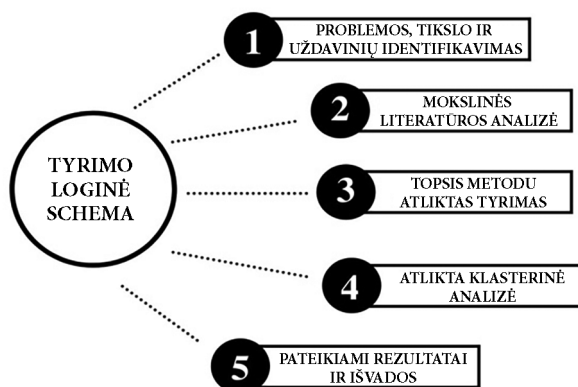 1
PROBLEMOS, TIKSLO IR
UŽDAVINIŲ IDENTIFIKAVIMAS
2
MOKSLINĖS
LITERATŪROS ANALIZĖ
TYRIMO
LOGINĖ
SCHEMA
3
TOPSIS METODU
ATLIKTAS TYRIMAS
4
ATLIKTA KLASTERINĖ
ANALIZĖ
5
PATEIKIAMI REZULTATAI
IR IŠVADOS